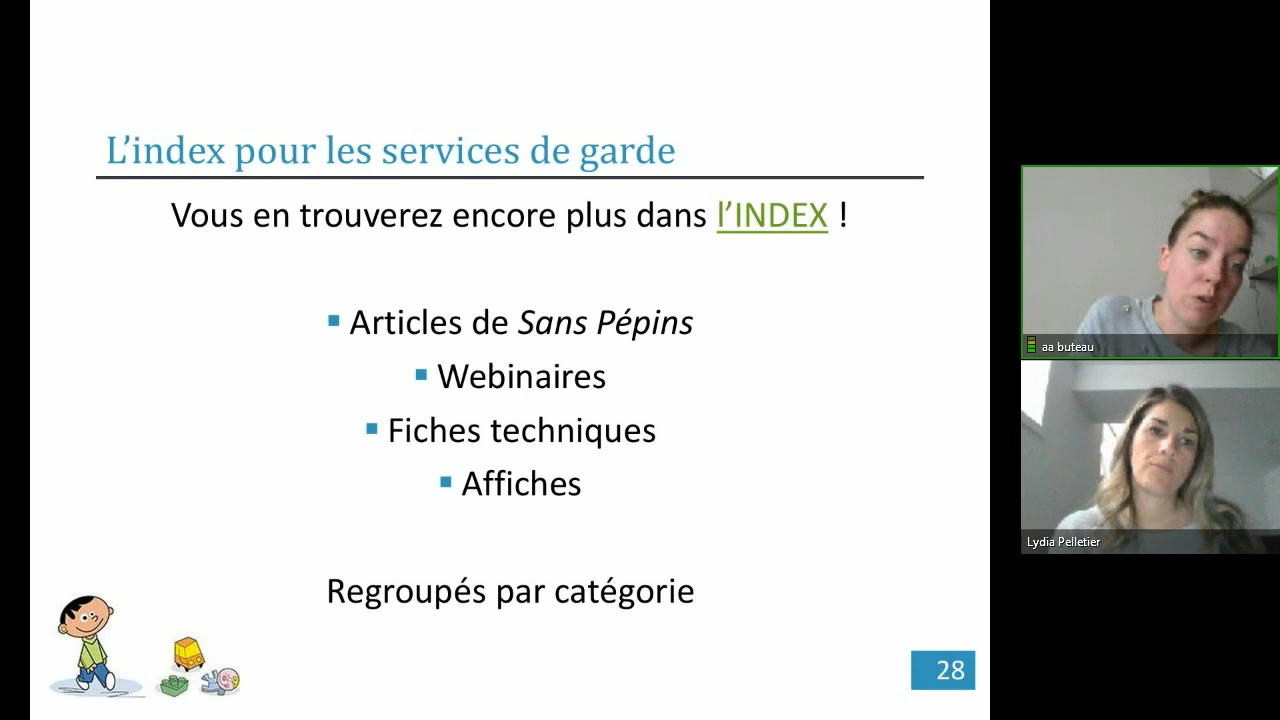 L’index pour les services de garde
Vous en trouverez encore plus dans l’INDEX !
▪ Articles de Sans Pépins
▪ Webinaires
▪ Fiches techniques
▪ Affiches
Regroupés par catégorie
28
aa buteau
Lydia Pelletier